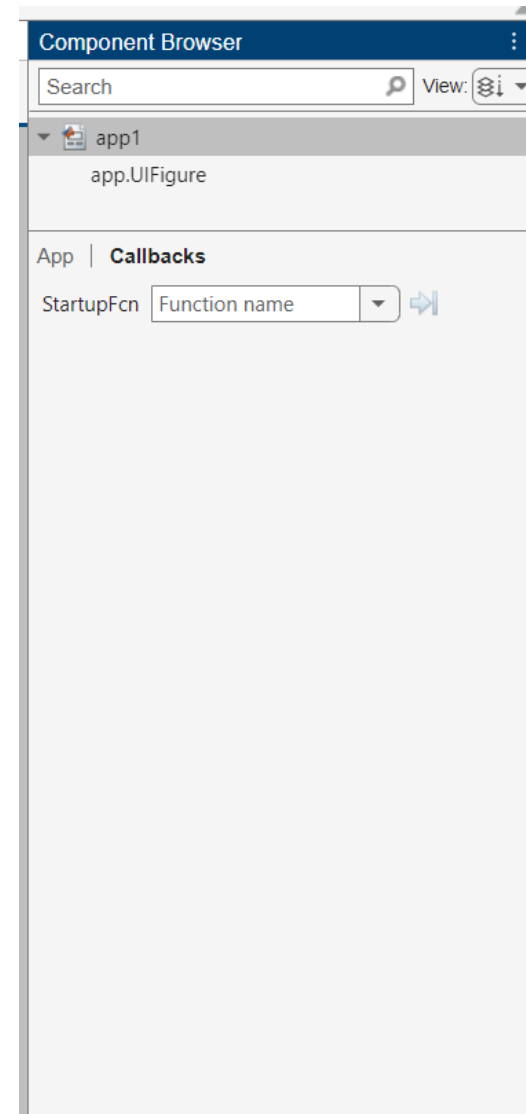 Component Browser
Search View:
app1
app.UIFigure
App | Callbacks
StartupFcn Function name